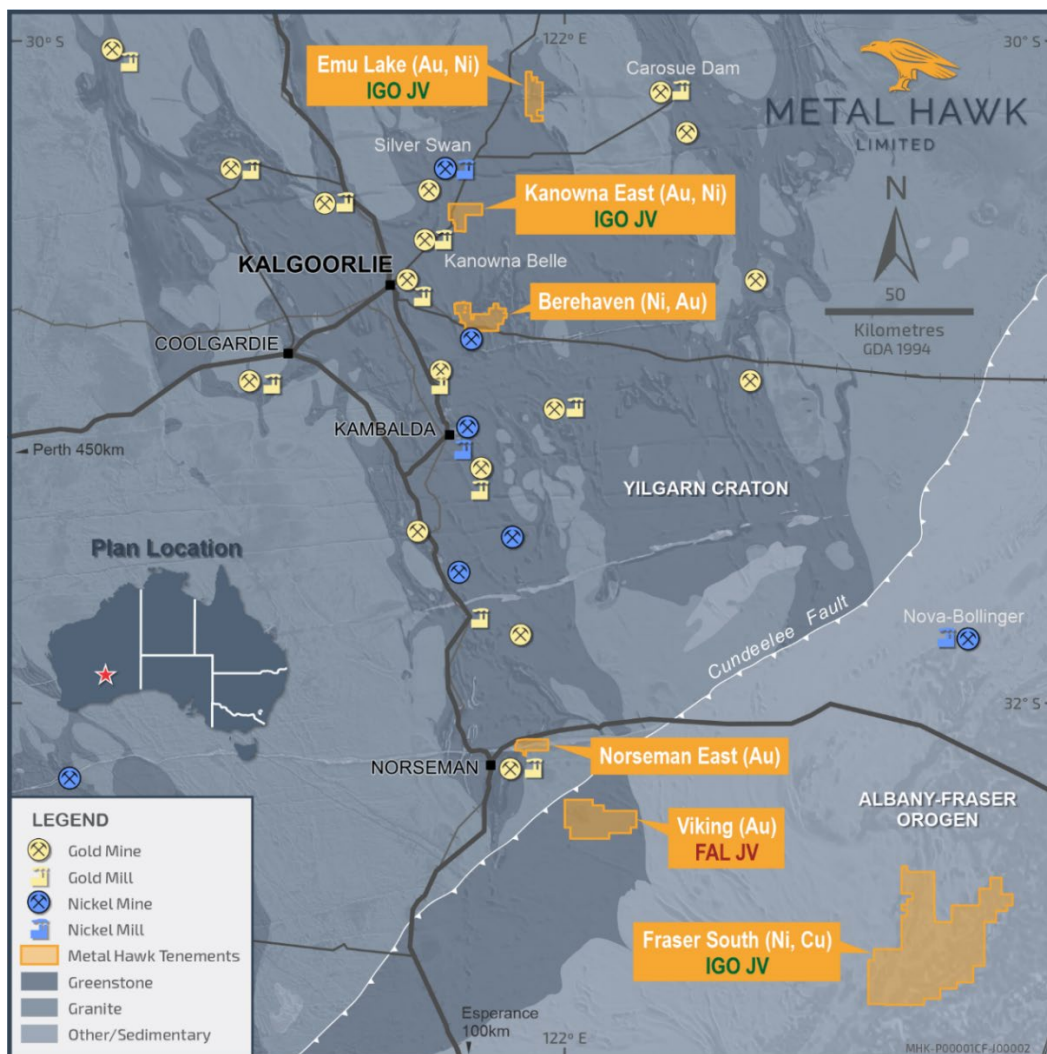 30° S
122° E
30° S
Emu Lake (Au, Ni)
IGO JV
Carosue Dam
METAL HAWK
LIMITED
Silver Swan
Kanowna East (Au, Ni)
IGO JV
N
KALGOORLIE
Kanowna Belle
Berehaven (Ni, Au)
50
Kilometres
GDA 1994
COOLGARDIE
KAMBALDA
Perth 450km
YILGARN CRATON
Plan Location
Cundeelee Fault
Nova-Bollinger
32° S
NORSEMAN
Norseman East (Au)
ALBANY-FRASER
OROGEN
Viking (Au)
FAL JV
LEGEND
Gold Mine
Gold Mill
Nickel Mine
Nickel Mill
Metal Hawk Tenements
Greenstone
Granite
Other/Sedimentary
Fraser South (Ni, Cu)
IGO JV
Esperance
100km
122° E
MHK-P00001CF-J00002